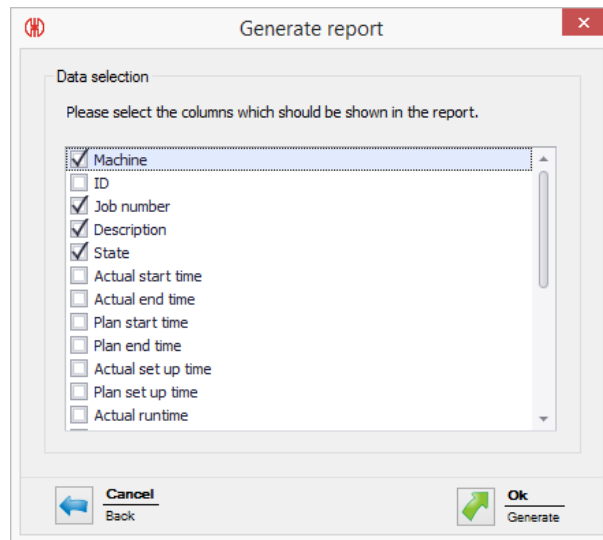 Generate report
Data selection
Please select the columns which should be shown in the report.
Machine
ID
Job number
Description
State
Actual start time
Actual end time
Plan start time
Plan end time
Actual set up time
Plan set up time
Actual runtime
Cancel
Back
Ok
Generate